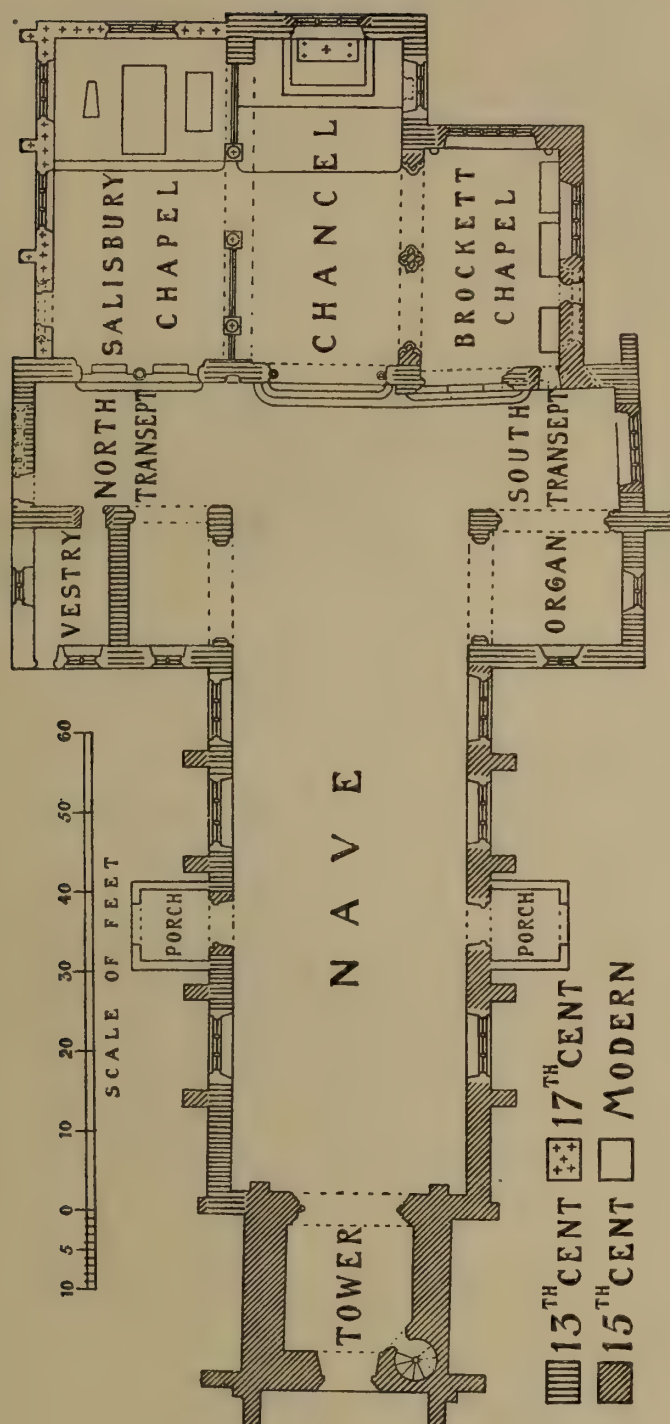 SALISBURY
CHAPEL
CHANCEL
BROCKETT
CHAPEL
NORTH
TRANSEPT
SOUTH
TRANSEPT
VESTRY
ORGAN
NAVE
PORCH
PORCH
TOWER
10 5 0 10 20 30 40 50 60
SCALE OF FEET
13TH CENT 17TH CENT
15TH CENT MODERN